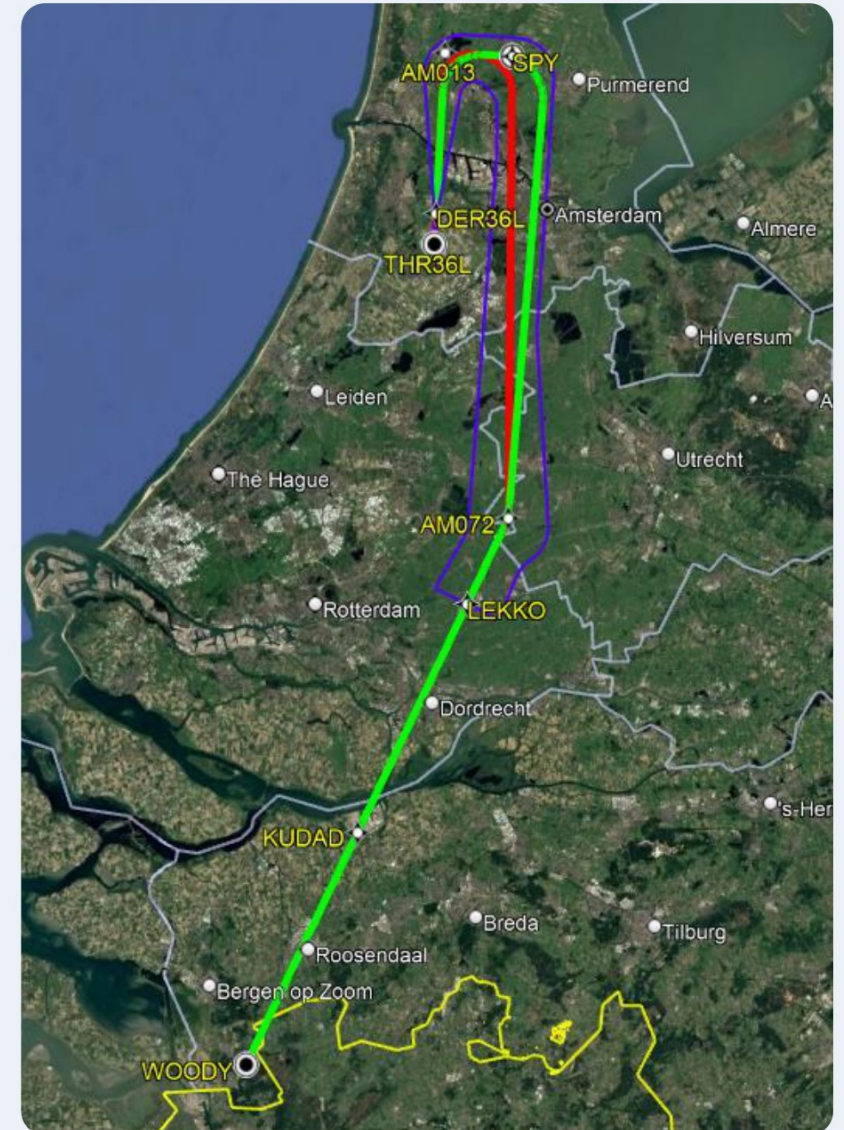 SPY
AM013
Purmerend
DER36L
Amsterdam
Almere
THR36L
Hilversum
Leiden
A
Utrecht
The Hague
AM072
Rotterdam
LEKKO
Dordrecht
's-Her
KUDAD
Breda
Tilburg
Roosendaal
Bergen op Zoom
WOODY